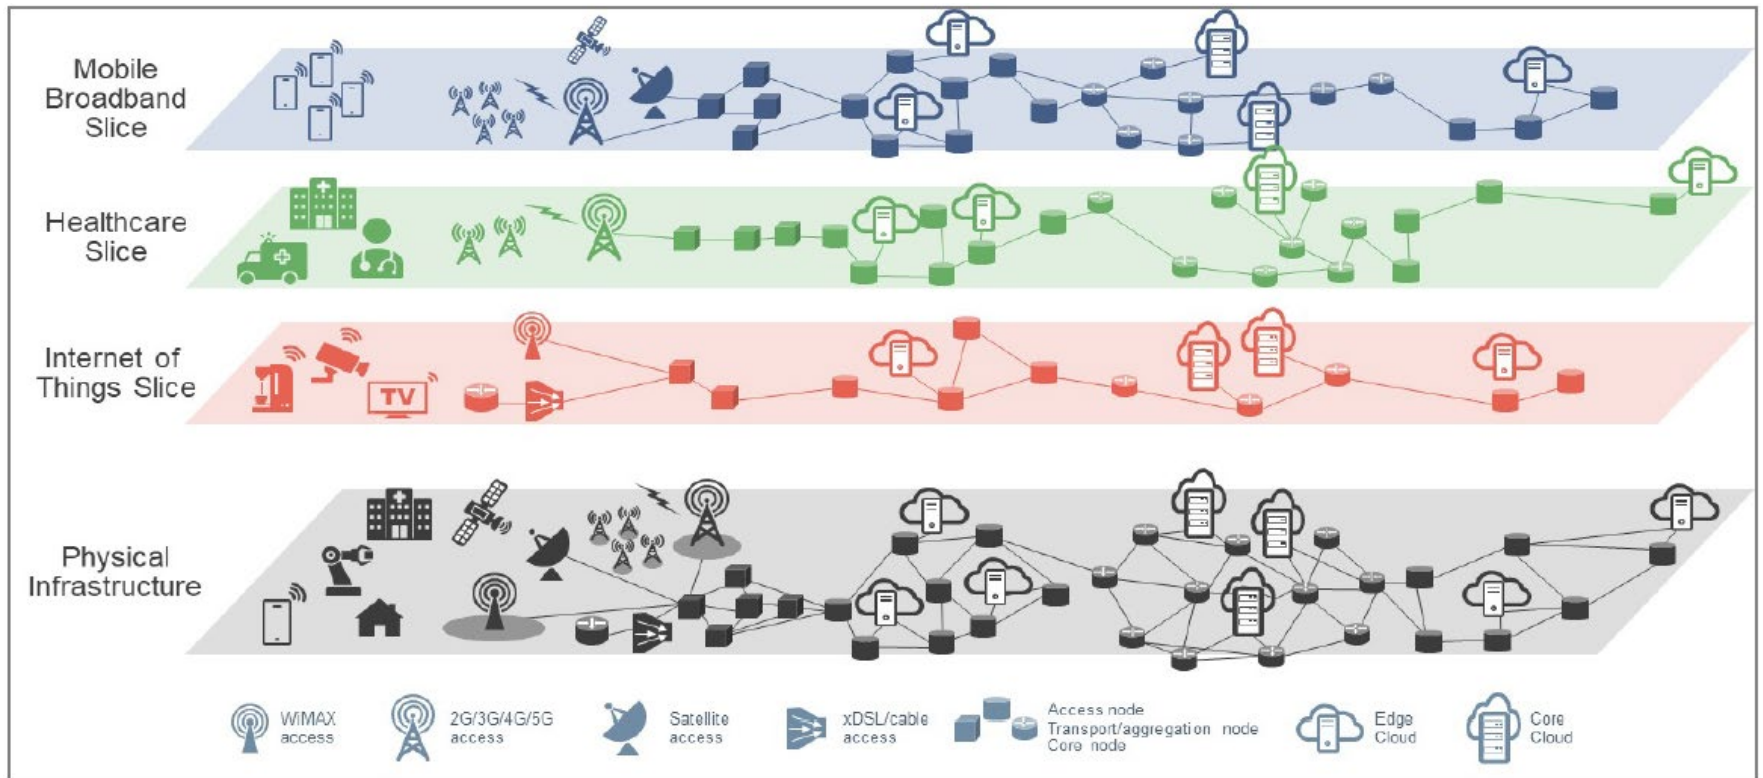 Mobile
Broadband
Slice
Healthcare
Slice
Internet of
Things Slice
TV
Physical
Infrastructure
WiMAX
access
2G/3G/4G/5G
access
Satellite
access
xDSL/cable
access
Access node
Transport/aggregation node
Core node
Edge
Cloud
Core
Cloud